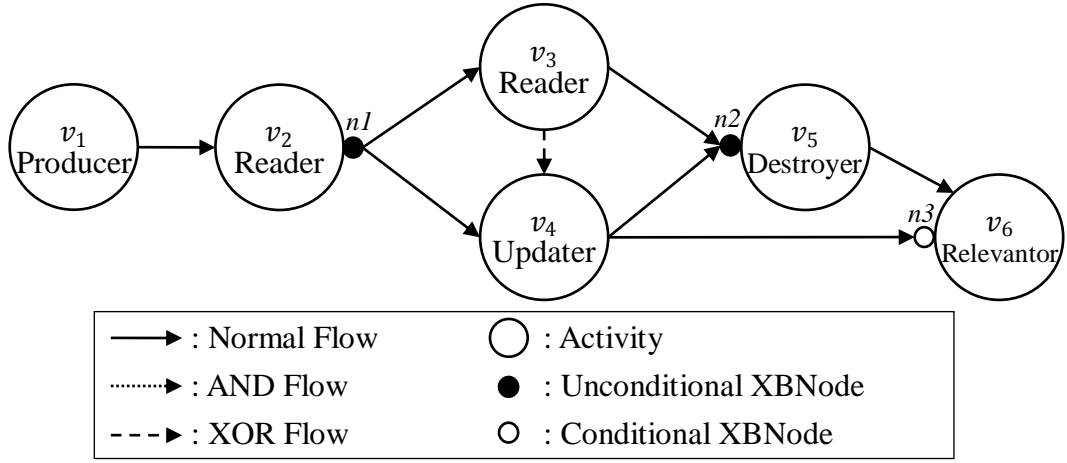 v₁
Producer
v₂
Reader
n1
v₃
Reader
v₄
Updater
n2
v₅
Destroyer
n3
v₆
Relevantor
: Normal Flow
: Activity
: AND Flow
: Unconditional XBNode
: XOR Flow
: Conditional XBNode